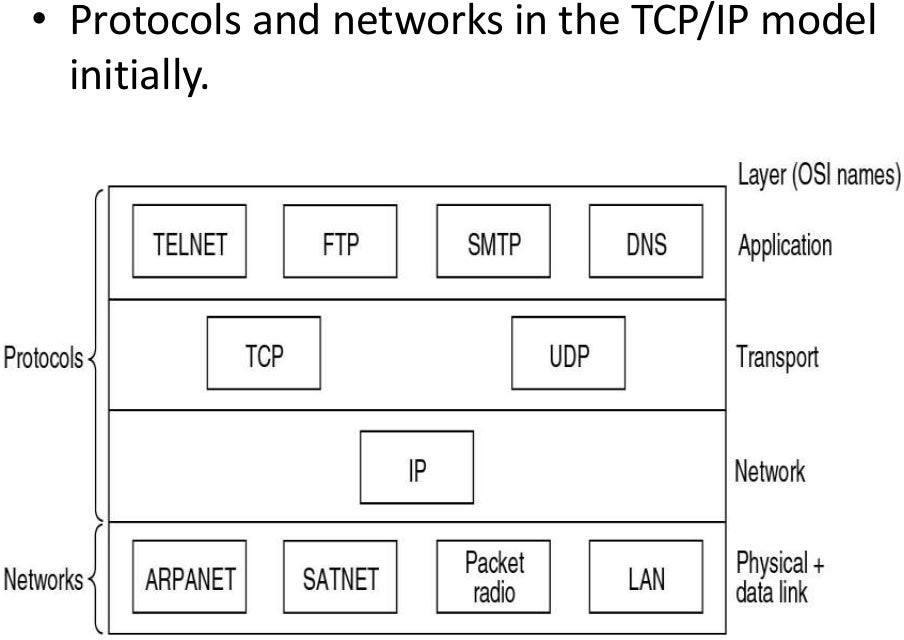 • Protocols and networks in the TCP/IP model
initially.
Layer (OSI names)
TELNET FTP SMTP DNS Application
Protocols TCP UDP Transport
IP Network
Networks ARPANET SATNET Packet radio LAN Physical + data link